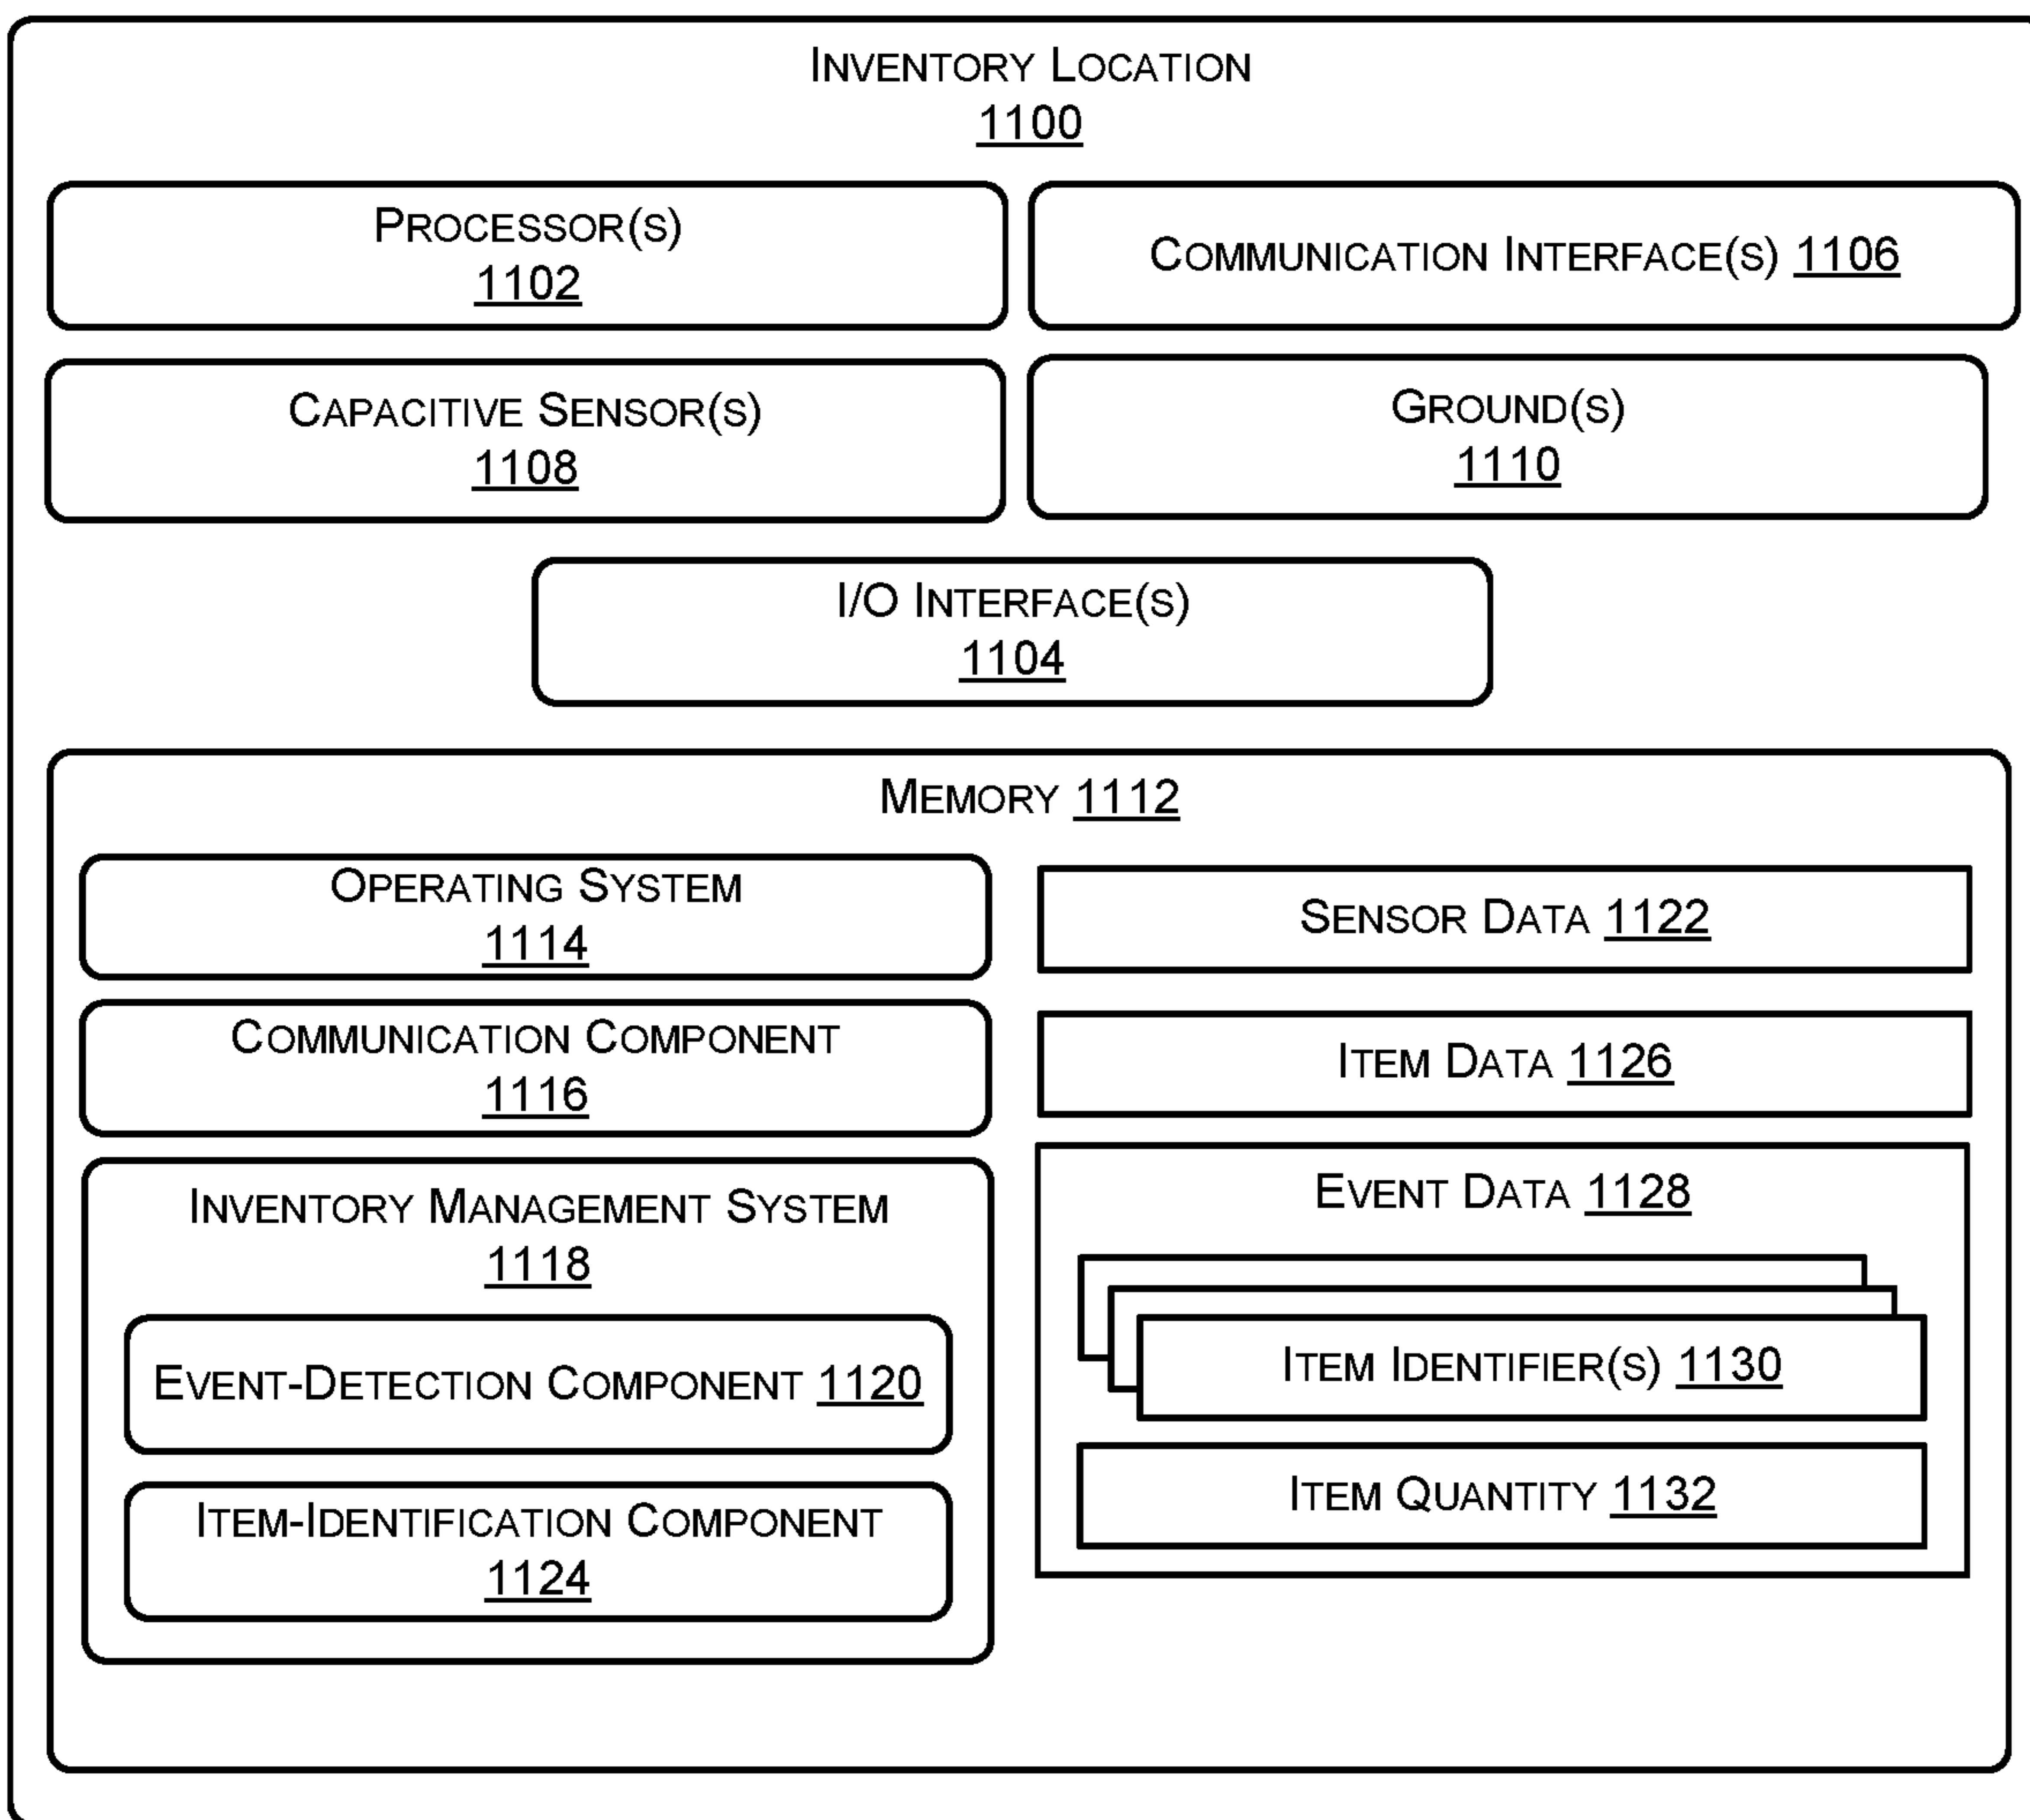 INVENTORY LOCATION
1100
PROCESSOR(S)
1102
COMMUNICATION INTERFACE(S) 1106
CAPACITIVE SENSOR(S)
1108
GROUND(S)
1110
I/O INTERFACE(S)
1104
MEMORY 1112
OPERATING SYSTEM
1114
COMMUNICATION COMPONENT
1116
INVENTORY MANAGEMENT SYSTEM
1118
EVENT-DETECTION COMPONENT 1120
ITEM-IDENTIFICATION COMPONENT
1124
SENSOR DATA 1122
ITEM DATA 1126
EVENT DATA 1128
ITEM IDENTIFIER(S) 1130
ITEM QUANTITY 1132